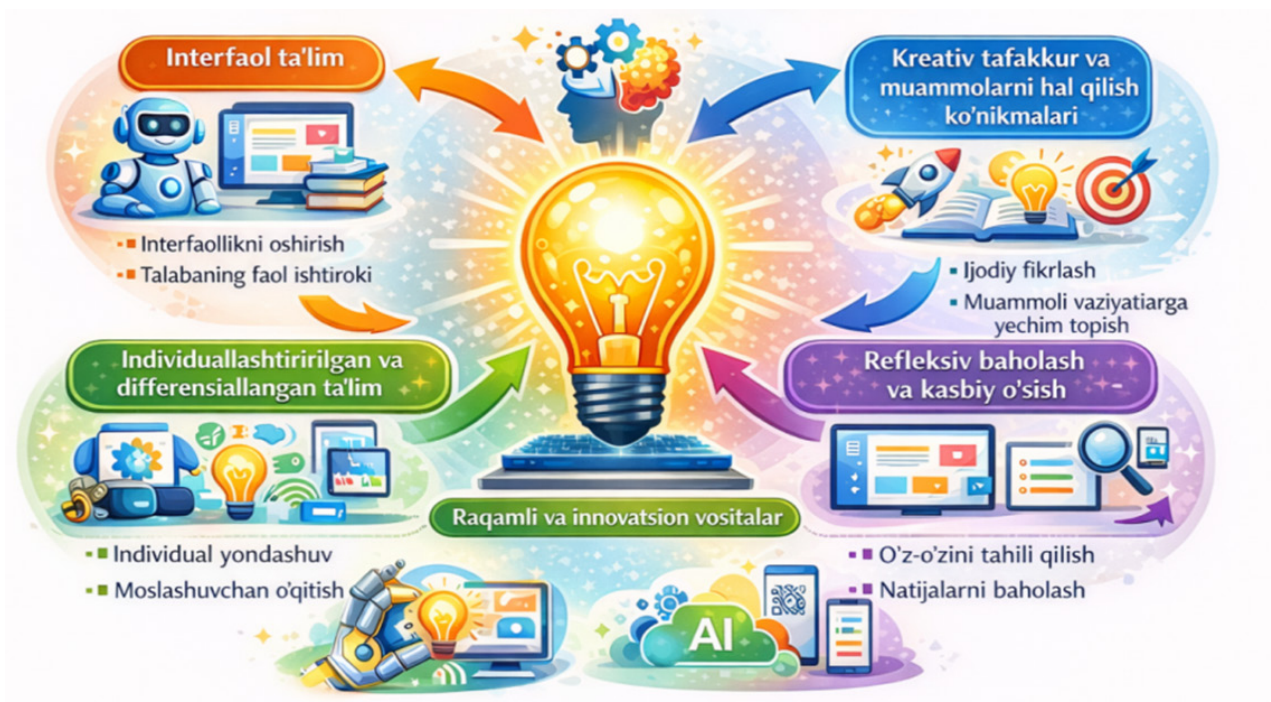 Interfaol ta'lim
Interfaollikni oshirish
Talabaning faol ishtiroki
Kreativ tafakkur va
muammolarni hal qilish
ko'nikmalari
Ijodiy fikrlash
Muammoli vaziyatiarga
yechim topish
Individuallashtiririlgan va
differensiallangan ta'lim
Individual yondashuv
Moslashuvchan o'qitish
Refleksiv baholash
va kasbiy o'sish
O'z-o'zini tahili qilish
Natijalarni baholash
Raqamli va innovatsion vositalar
AI